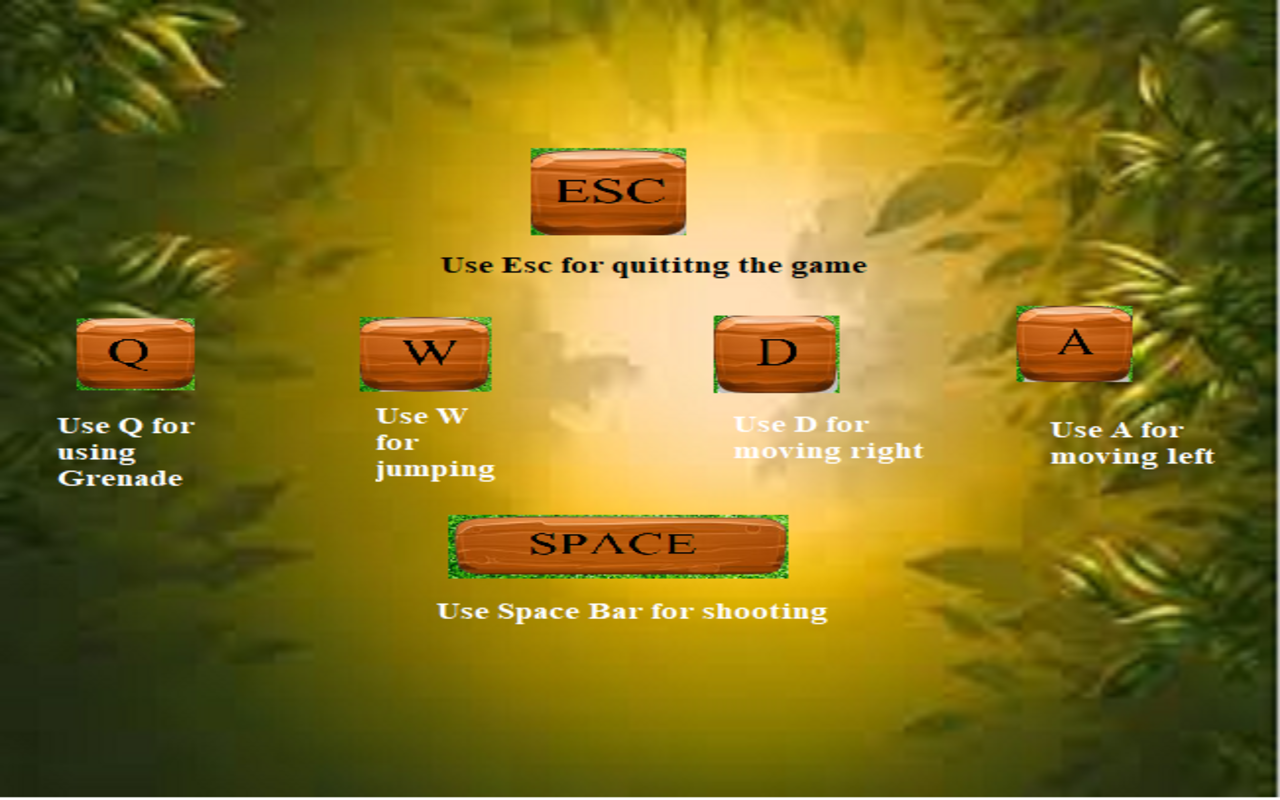 ESC
Use Esc for quititng the game
Q
W
D
A
Use Q for
using
Grenade
Use W
for
jumping
Use D for
moving right
Use A for
moving left
SPACE
Use Space Bar for shooting